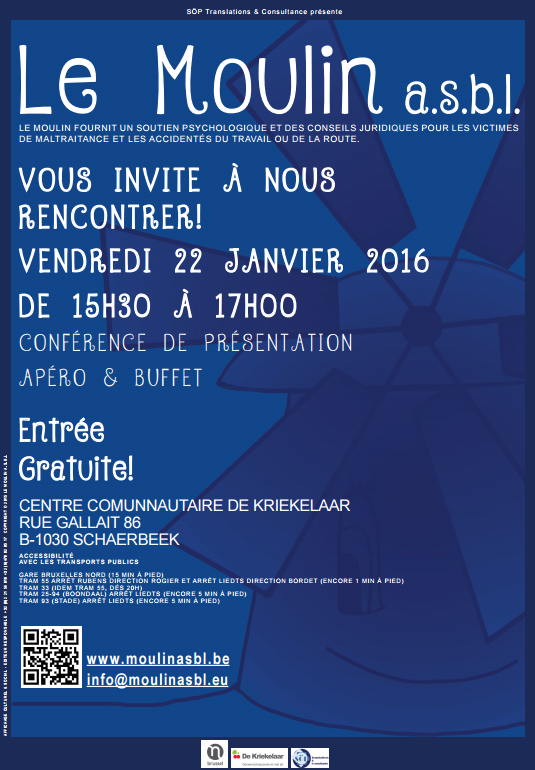 SÖP Translations & Consultance présente
Le Moulin a.s.b.l.
LE MOULIN FOURNIT UN SOUTIEN PSYCHOLOGIQUE ET DES CONSEILS JURIDIQUES POUR LES VICTIMES
DE MALTRAITANCE ET LES ACCIDENTÉS DU TRAVAIL OU DE LA ROUTE.
VOUS INVITE À NOUS
RENCONTRER!
VENDREDI 22 JANVIER 2016
DE 15H30 À 17H00
CONFÉRENCE DE PRÉSENTATION
APÉRO & BUFFET
Entrée
Gratuite!
CENTRE COMUNNAUTAIRE DE KRIEKELAAR
RUE GALLAIT 86
B-1030 SCHAERBEEK
ACCESSIBILITÉ
AVEC LES TRANSPORTS PUBLICS
GARE BRUXELLES NORD (15 MIN À PIED)
TRAM 55 ARRÊT RUBENS DIRECTION ROGIER ET ARRÊT LIEDTS DIRECTION BORDET (ENCORE 1 MIN À PIED)
TRAM 33 (IDEM TRAM 55, DÈS 20H)
TRAM 25-94 (BOONDAAL) ARRÊT LIEDTS (ENCORE 5 MIN À PIED)
TRAM 93 (STADE) ARRÊT LIEDTS (ENCORE 5 MIN À PIED)
www.moulinasbl.be
info@moulinasbl.eu
n
brussel
De Kriekelaar